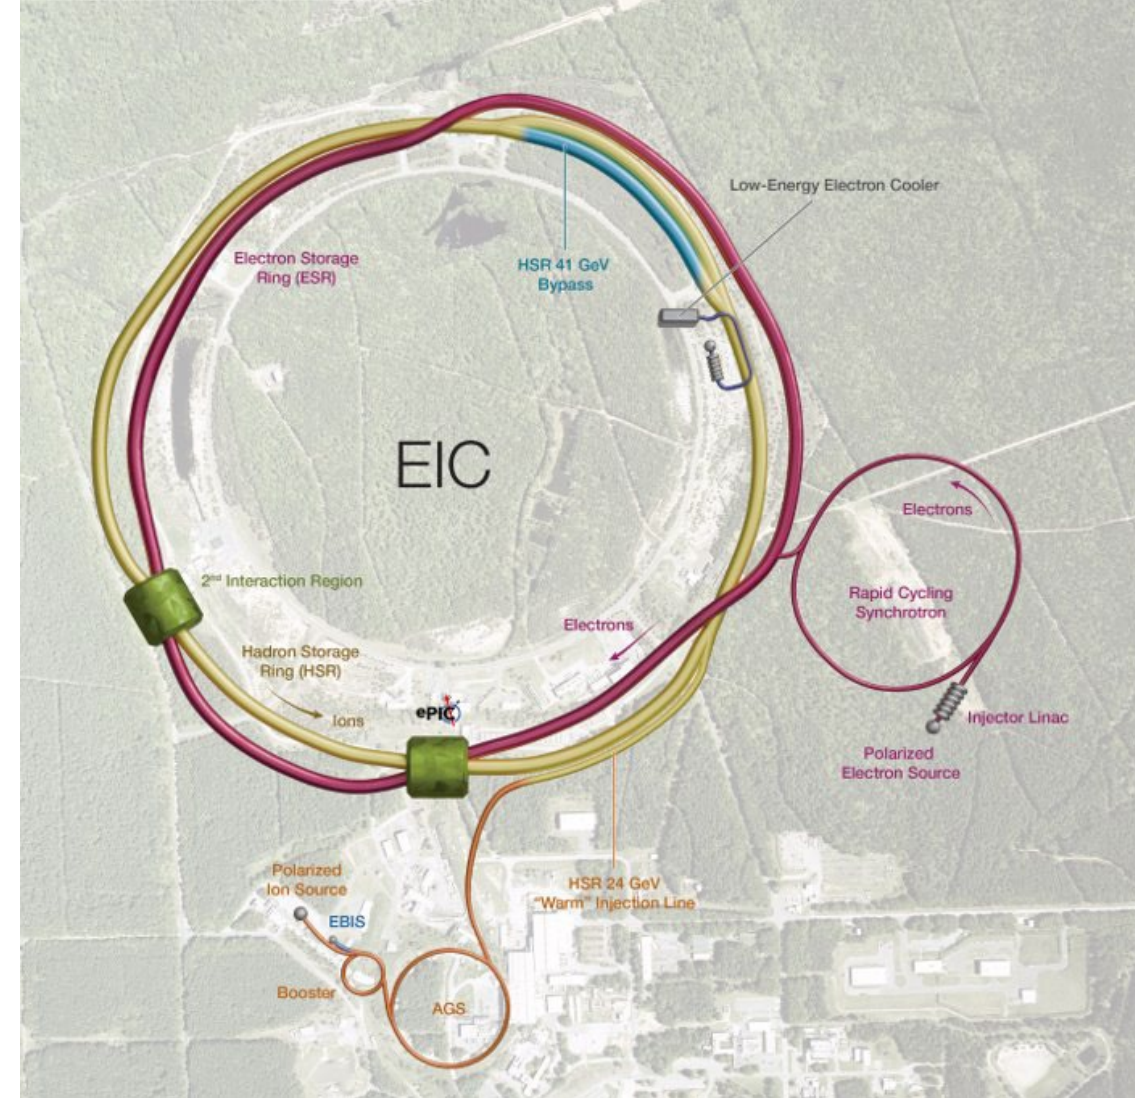 Low-Energy Electron Cooler
Electron Storage
Ring (ESR)
HSR 41 GeV
Bypass
EIC
Electrons
2nd Interaction Region
Rapid Cycling
Synchrotron
Electrons
Hadron Storage
Ring (HSR)
Ions
ePIC
Injector Linac
Polarized
Electron Source
Polarized
Ion Source
HSR 24 GeV
"Warm" Injection Line
EBIS
Booster
AGS